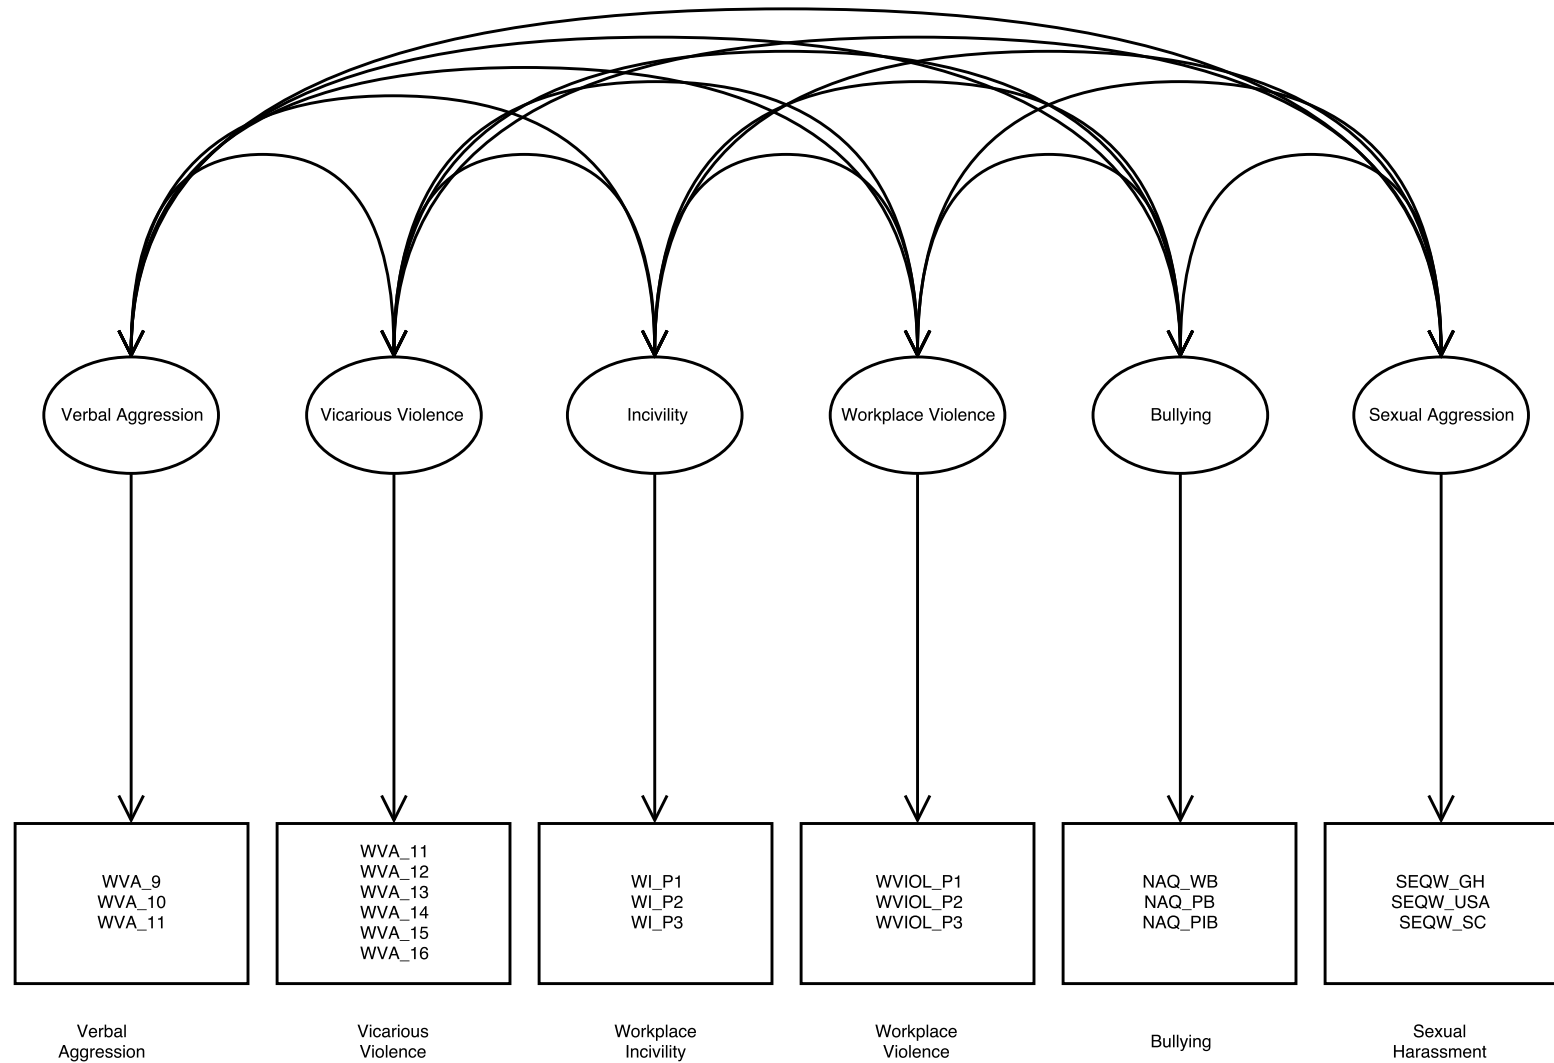 Verbal Aggression
Vicarious Violence
Incivility
Workplace Violence
Bullying
Sexual Aggression
WVA_9
WVA_10
WVA_11
WVA_11
WVA_12
WVA_13
WVA_14
WVA_15
WVA_16
WI_P1
WI_P2
WI_P3
WVIOL_P1
WVIOL_P2
WVIOL_P3
NAQ_WB
NAQ_PB
NAQ_PIB
SEQW_GH
SEQW_USA
SEQW_SC
Verbal
Aggression
Vicarious
Violence
Workplace
Incivility
Workplace
Violence
Bullying
Sexual
Harassment